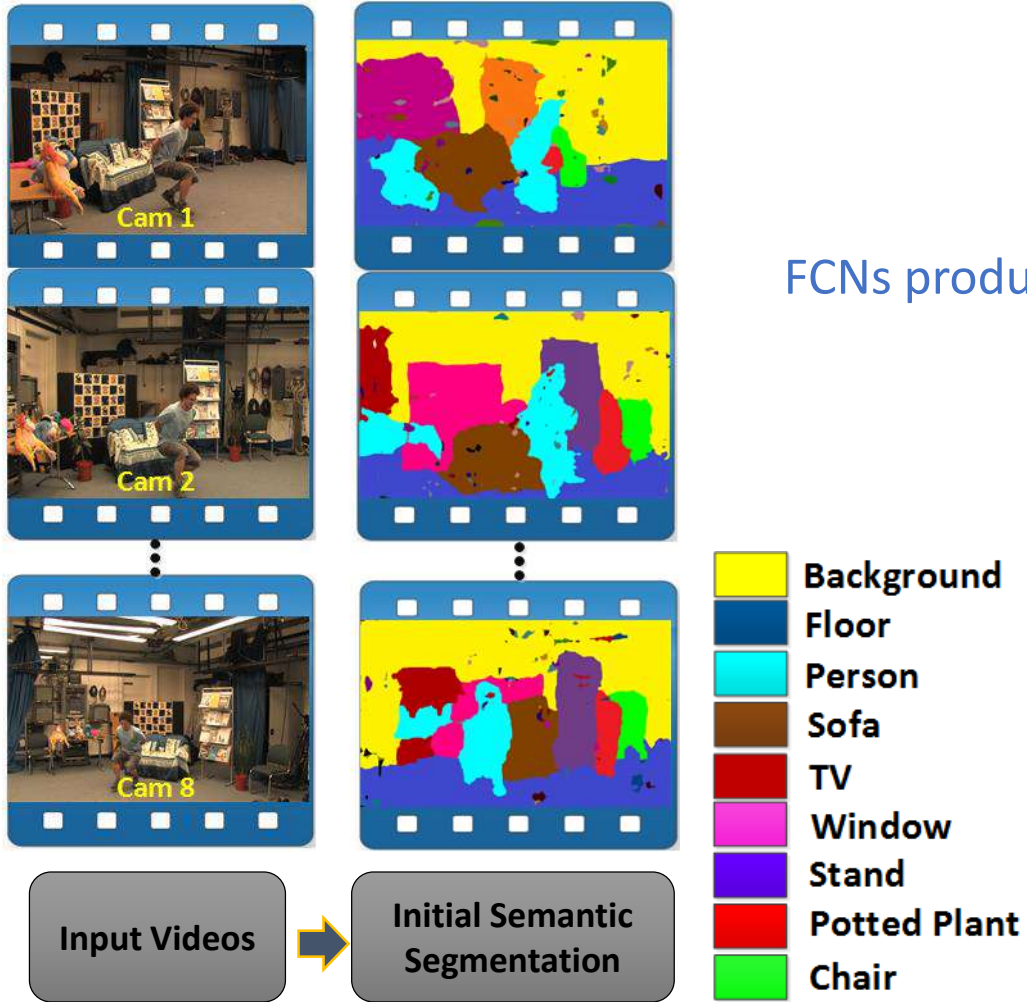 Cam 1
FCNs produ
Cam 2
Cam 8
Background
Floor
Person
Sofa
TV
Window
Stand
Potted Plant
Chair
Input Videos
Initial Semantic
Segmentation